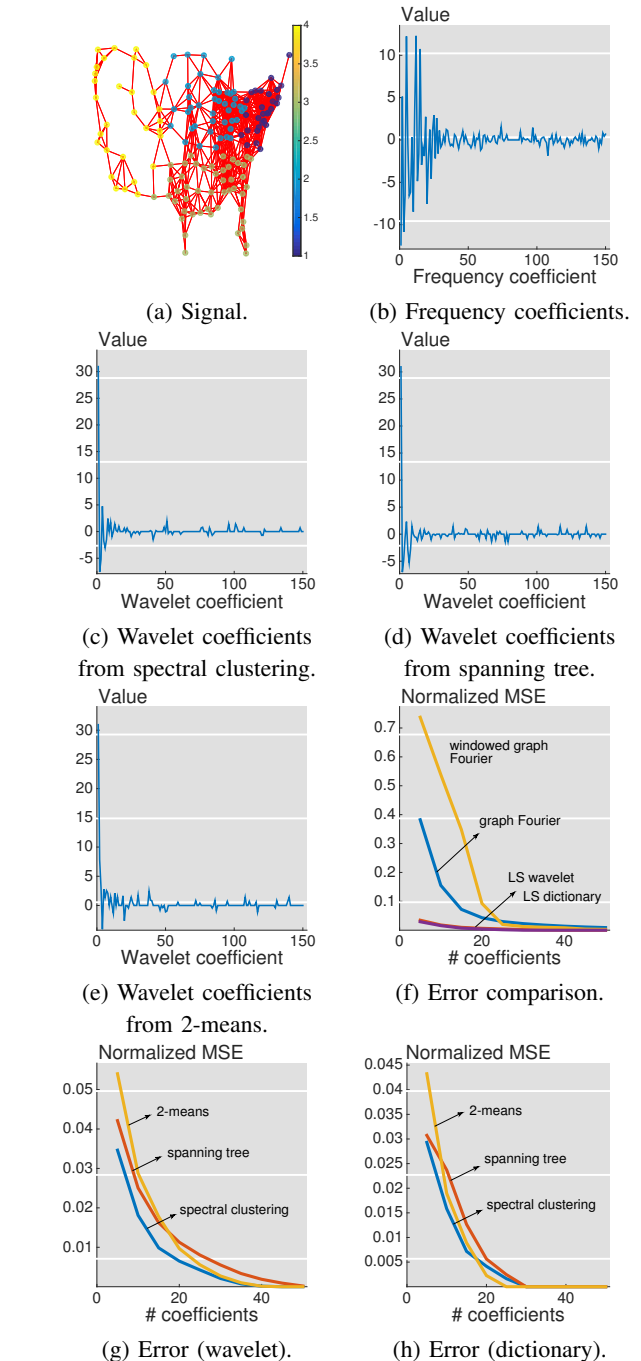 4
3.5
3
2.5
2
1.5
1
(a) Signal.
Value
10
5
0
-5
-10
0 50 100 150
Frequency coefficient
(b) Frequency coefficients.
Value
30
25
20
15
10
5
0
-5
0 50 100 150
Wavelet coefficient
(c) Wavelet coefficients
from spectral clustering.
Value
30
25
20
15
10
5
0
-5
0 50 100 150
Wavelet coefficient
(d) Wavelet coefficients
from spanning tree.
Value
30
25
20
15
10
5
0
0 50 100 150
Wavelet coefficient
(e) Wavelet coefficients
from 2-means.
Normalized MSE
0.7
0.6
0.5
0.4
0.3
0.2
0.1
0 20 40
windowed graph
Fourier
graph Fourier
LS wavelet
LS dictionary
# coefficients
(f) Error comparison.
Normalized MSE
0.05
0.04
0.03
0.02
0.01
0 20 40
2-means
spanning tree
spectral clustering
# coefficients
(g) Error (wavelet).
Normalized MSE
0.045
0.04
0.035
0.03
0.025
0.02
0.015
0.01
0.005
0 20 40
2-means
spanning tree
spectral clustering
# coefficients
(h) Error (dictionary).